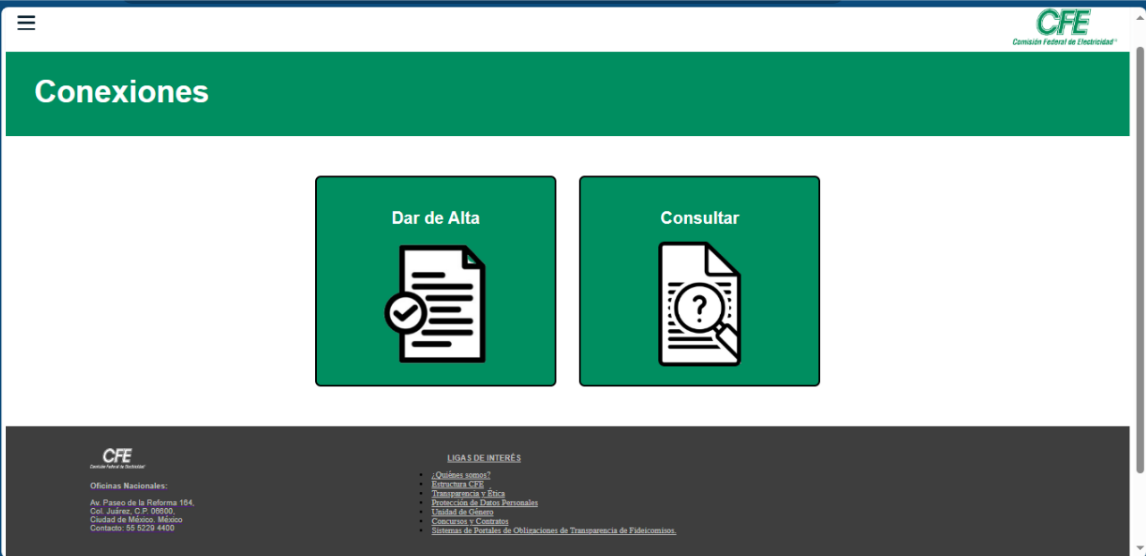 CFE
Comisión Federal de Electricidad®
Conexiones
Dar de Alta
Consultar
?
CFE
Comisión Federal de Electricidad
Oficinas Nacionales:
Av. Paseo de la Reforma 164,
Col. Juárez, C.P. 06600,
Ciudad de México. México
Contacto: 55 5229 4400
LIGAS DE INTERÉS
¿Quiénes somos?
Estructura CFE
Transparencia y Ética
Protección de Datos Personales
Unidad de Género
Concursos y Contratos
Sistemas de Portales de Obligaciones de Transparencia de Fideicomisos.